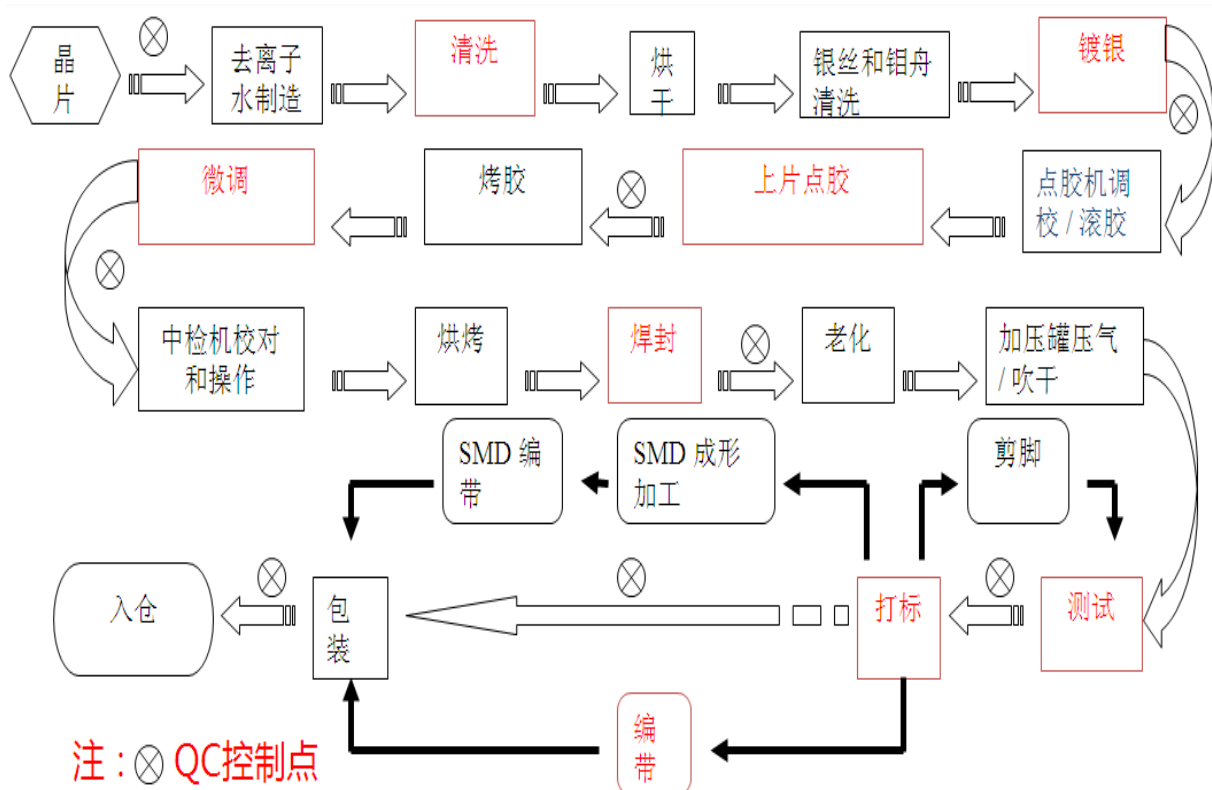 晶
片
去离子
水制造
清洗
烘
干
银丝和钼舟
清洗
镀银
点胶机调
校 / 滚胶
上片点胶
烤胶
微调
中检机校对
和操作
烘烤
焊封
老化
加压罐压气
/ 吹干
SMD 编
带
SMD 成形
加工
剪脚
测试
打标
包
装
入仓
编
带
注：QC控制点